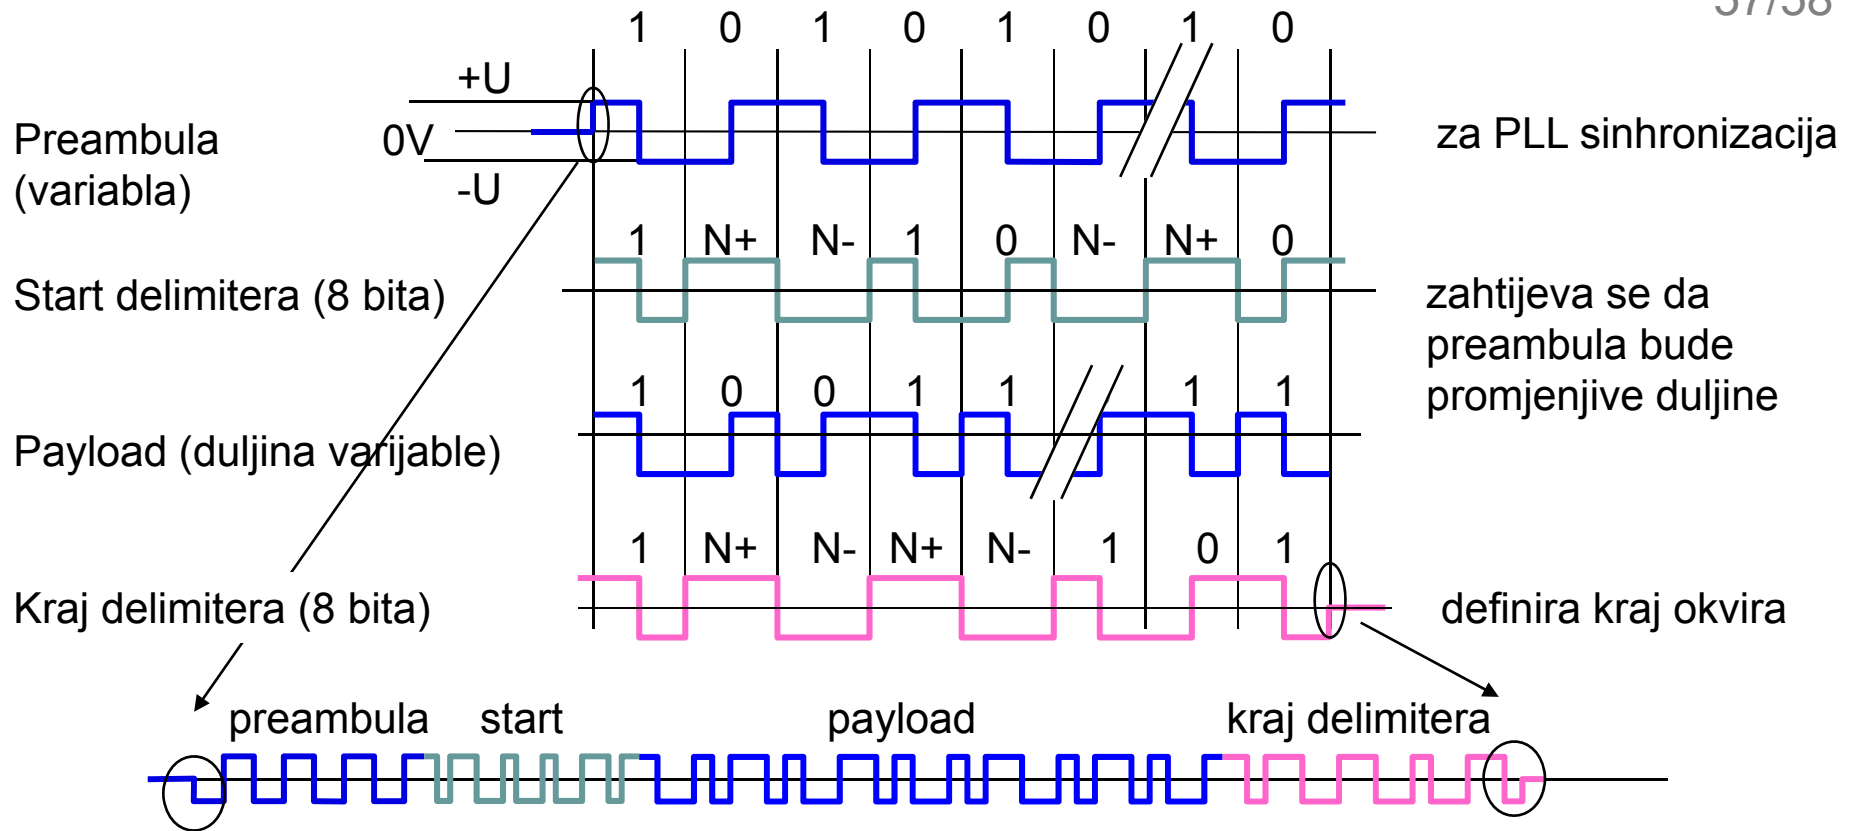 37/38
1 0 1 0 1 0 1 0
+U
Preambula
(variabla)
0V
-U
za PLL sinhronizacija
1 N+ N- 1 0 N- N+ 0
Start delimitera (8 bita)
zahtijeva se da
preambula bude
promjenjive duljine
1 0 0 1 1 1 1
Payload (duljina varijable)
1 N+ N- N+ N- 1 0 1
Kraj delimitera (8 bita)
definira kraj okvira
preambula start payload kraj delimitera